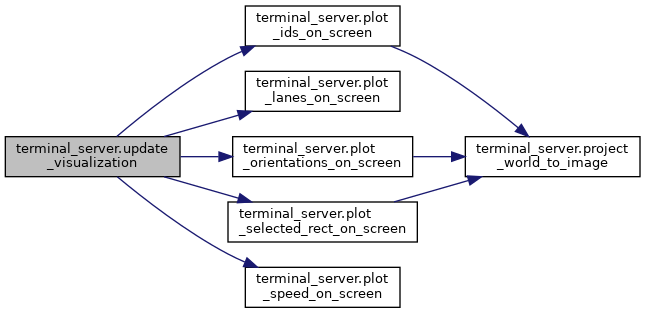 terminal_server.plot
_ids_on_screen
terminal_server.plot
_lanes_on_screen
terminal_server.update
_visualization
terminal_server.plot
_orientations_on_screen
terminal_server.project
_world_to_image
terminal_server.plot
_selected_rect_on_screen
terminal_server.plot
_speed_on_screen